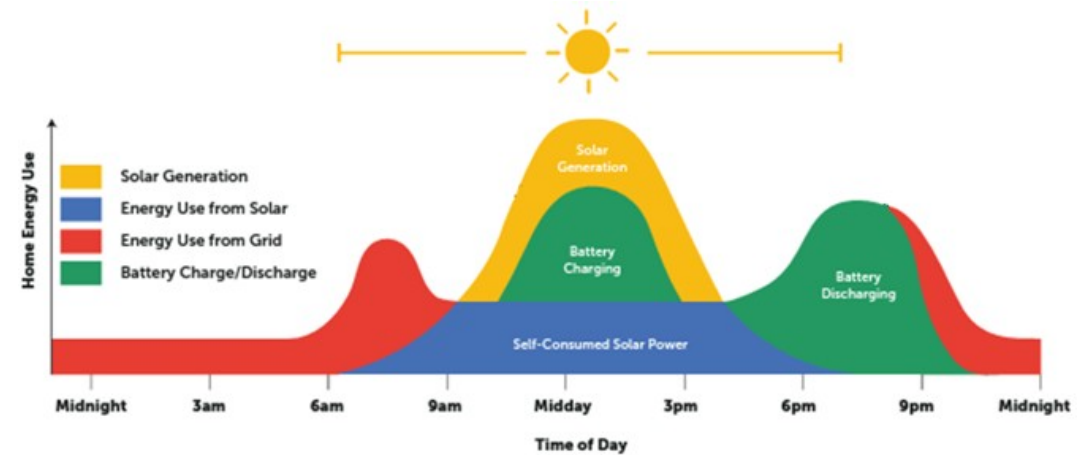 Solar
Generation
Solar Generation
Energy Use from Solar
Energy Use from Grid
Battery Charge/Discharge
Home Energy Use
Battery
Charging
Battery
Discharging
Self-Consumed Solar Power
Midnight 3am 6am 9am Midday 3pm 6pm 9pm Midnight
Time of Day